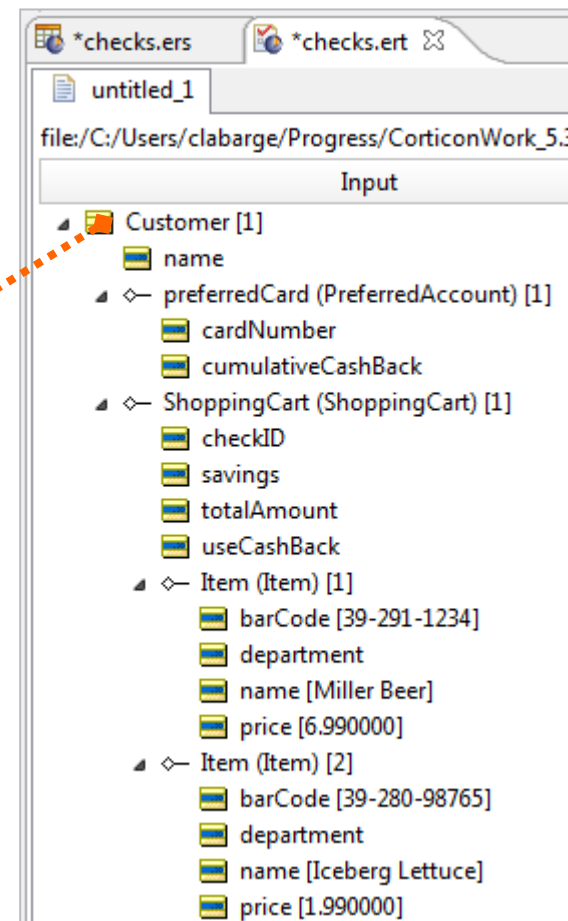 *checks.ers *checks.ert
untitled_1
file:/C:/Users/clabarge/Progress/CorticonWork_5.3
Input
Customer [1]
name
preferredCard (PreferredAccount) [1]
cardNumber
cumulativeCashBack
ShoppingCart (ShoppingCart) [1]
checkID
savings
totalAmount
useCashBack
Item (Item) [1]
barCode [39-291-1234]
department
name [Miller Beer]
price [6.990000]
Item (Item) [2]
barCode [39-280-98765]
department
name [Iceberg Lettuce]
price [1.990000]